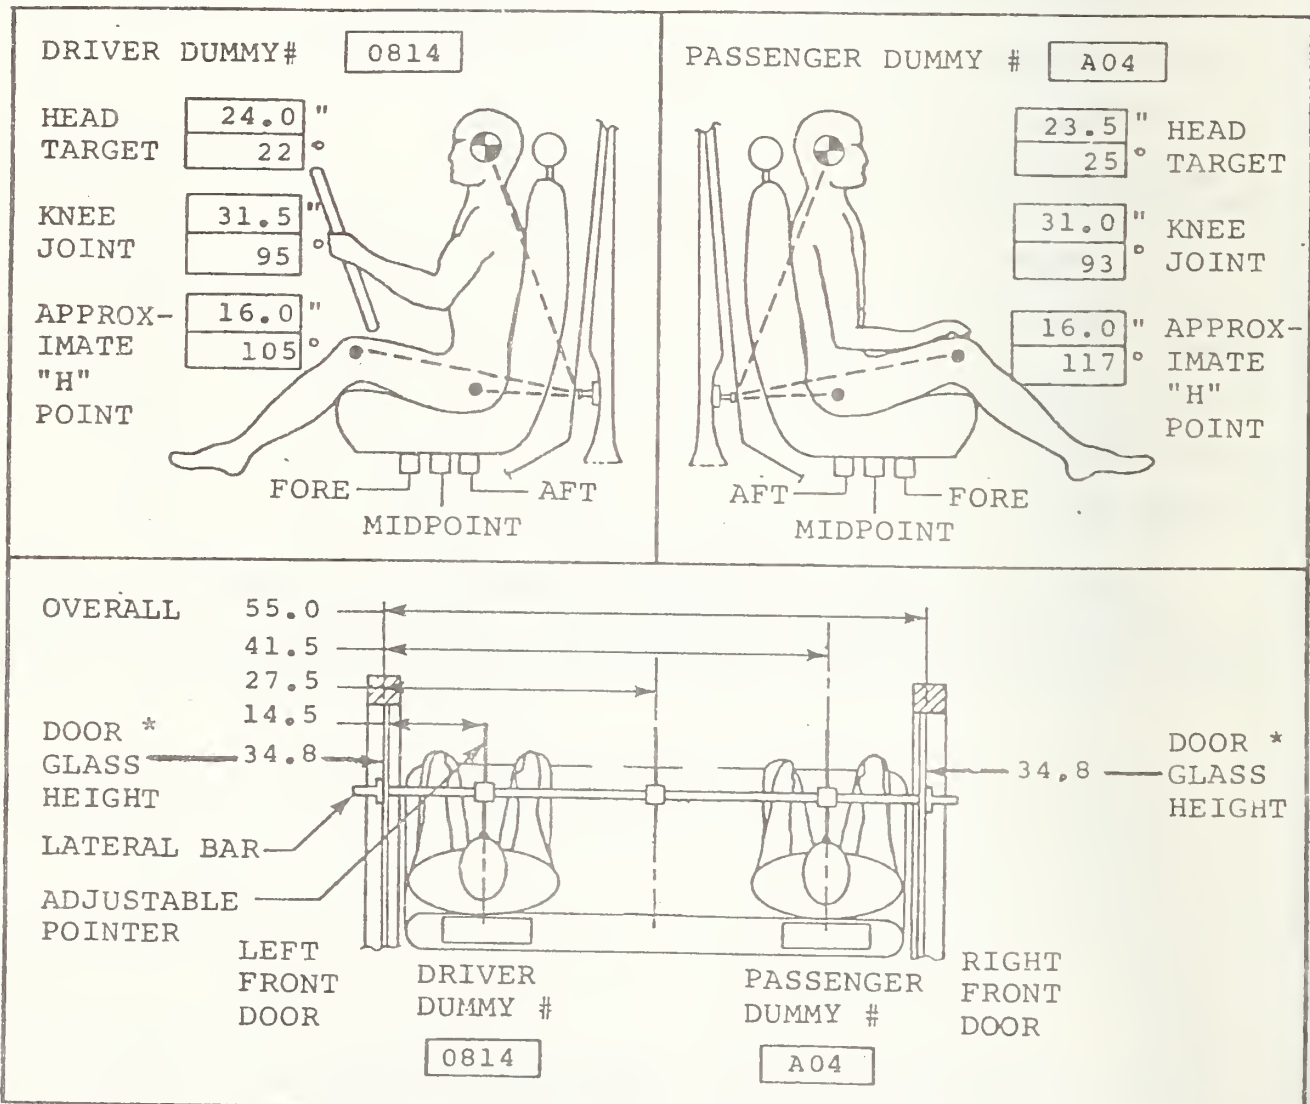 DRIVER DUMMY# 0814
HEAD
TARGET
24.0 "
22 °
KNEE
JOINT
31.5 "
95 °
APPROX-
IMATE
"H"
POINT
16.0 "
105 °
FORE
AFT
MIDPOINT
PASSENGER DUMMY # A04
23.5 " HEAD
25 ° TARGET
31.0 " KNEE
93 ° JOINT
16.0 " APPROX-
117 ° IMATE
"H"
POINT
AFT
FORE
MIDPOINT
OVERALL 55.0
41.5
27.5
14.5
DOOR *
GLASS
HEIGHT
34.8
34.8
DOOR *
GLASS
HEIGHT
LATERAL BAR
ADJUSTABLE
POINTER
LEFT
FRONT
DOOR
DRIVER
DUMMY #
0814
PASSENGER
DUMMY #
A04
RIGHT
FRONT
DOOR